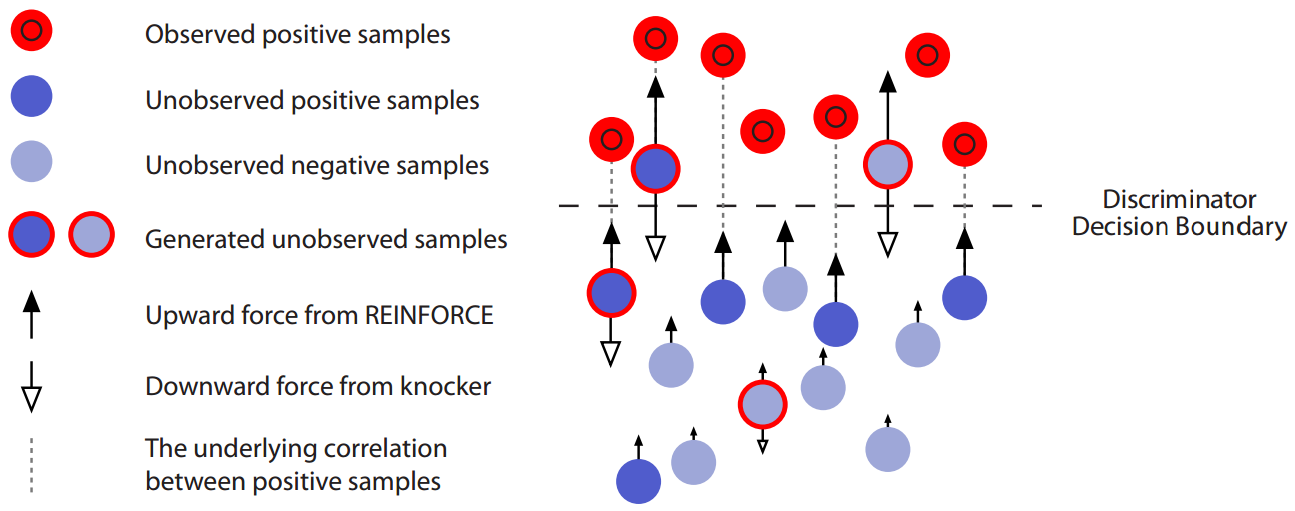 Observed positive samples
Unobserved positive samples
Unobserved negative samples
Generated unobserved samples
Upward force from REINFORCE
Downward force from knocker
The underlying correlation
between positive samples
Discriminator
Decision Boundary